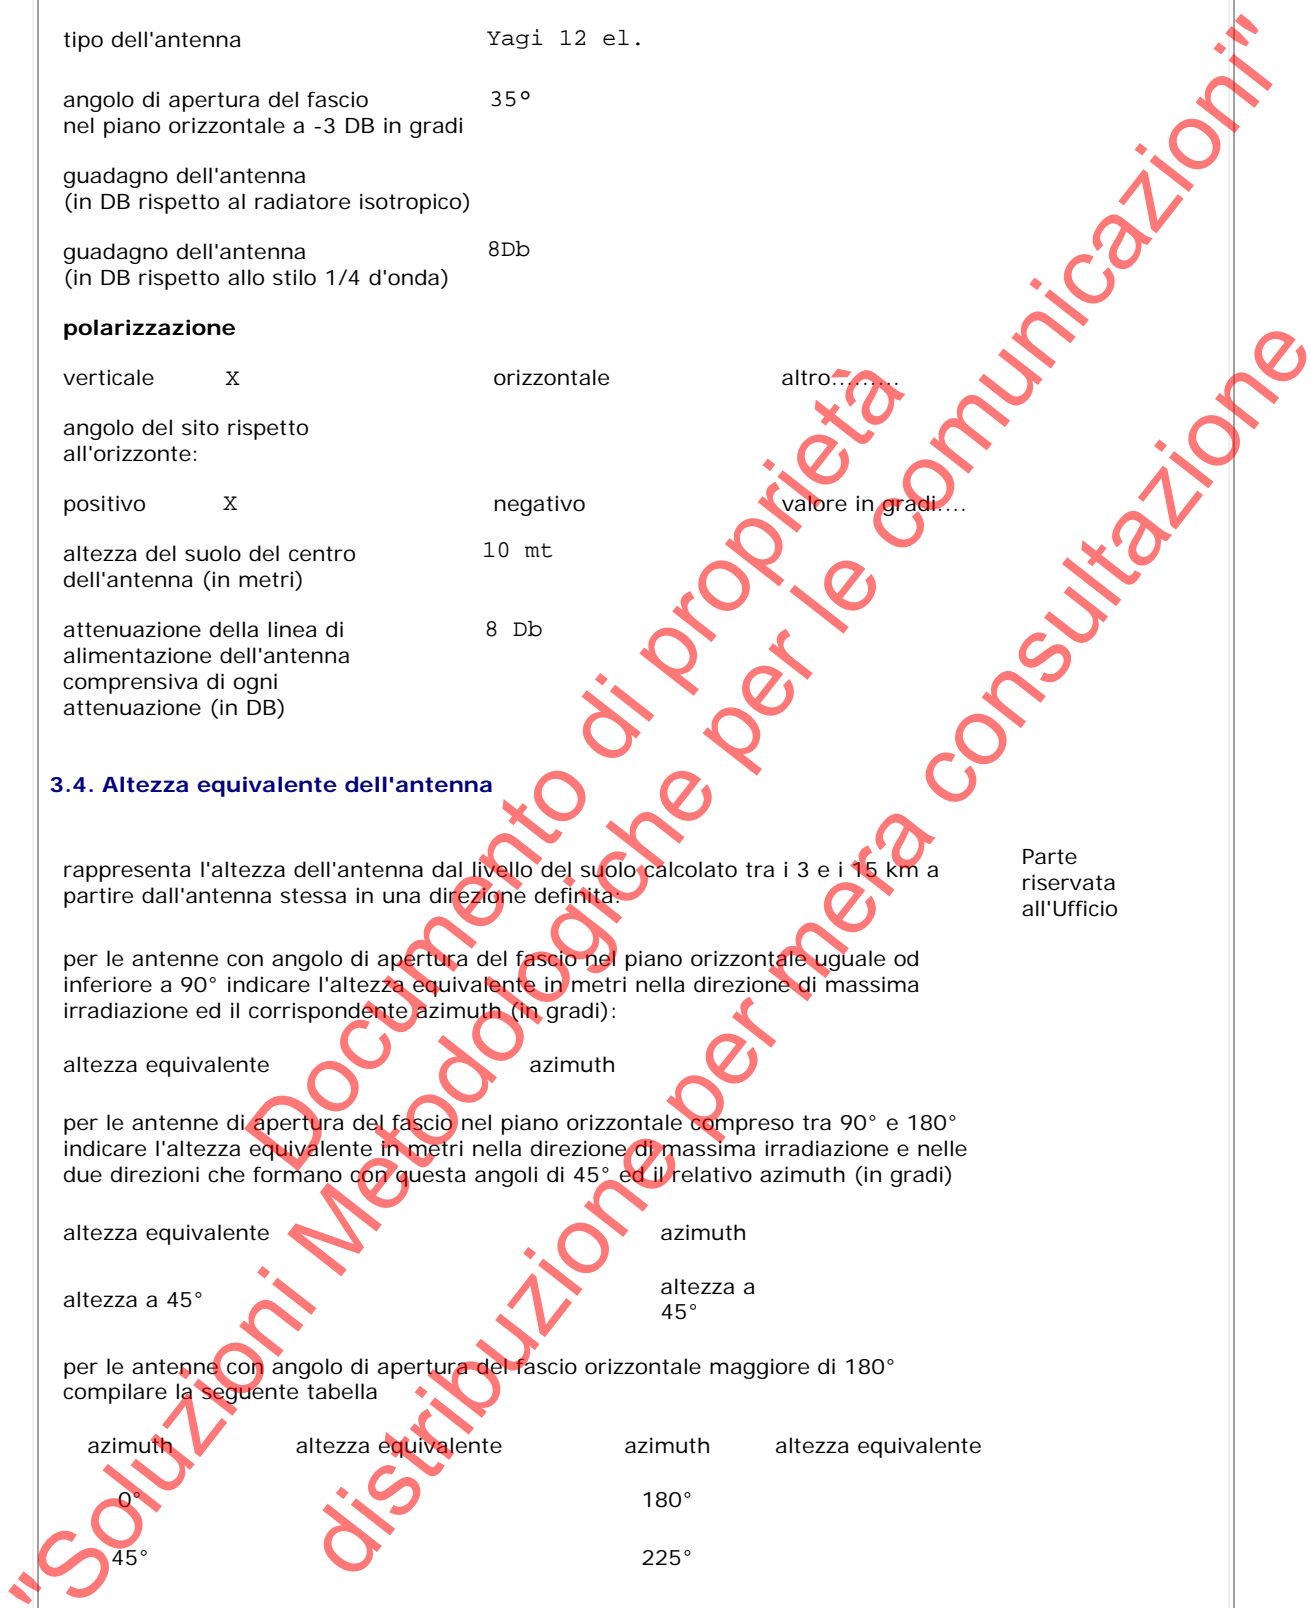 tipo dell'antenna Yagi 12 el.
angolo di apertura del fascio 35°
nel piano orizzontale a -3 DB in gradi
guadagno dell'antenna
(in DB rispetto al radiatore isotropico)
guadagno dell'antenna 8Db
(in DB rispetto allo stilo 1/4 d'onda)
polarizzazione
verticale X orizzontale altro.........
angolo del sito rispetto
all'orizzonte:
positivo X negativo valore in gradi....
altezza del suolo del centro 10 mt
dell'antenna (in metri)
attenuazione della linea di 8 Db
alimentazione dell'antenna
comprensiva di ogni
attenuazione (in DB)
3.4. Altezza equivalente dell'antenna
rappresenta l'altezza dell'antenna dal livello del suolo calcolato tra i 3 e i 15 km a
partire dall'antenna stessa in una direzione definita:
Parte
riservata
all'Ufficio
per le antenne con angolo di apertura del fascio nel piano orizzontale uguale od
inferiore a 90° indicare l'altezza equivalente in metri nella direzione di massima
irradiazione ed il corrispondente azimuth (in gradi):
altezza equivalente azimuth
per le antenne di apertura del fascio nel piano orizzontale compreso tra 90° e 180°
indicare l'altezza equivalente in metri nella direzione di massima irradiazione e nelle
due direzioni che formano con questa angoli di 45° ed il relativo azimuth (in gradi)
altezza equivalente azimuth
altezza a 45° altezza a
45°
per le antenne con angolo di apertura del fascio orizzontale maggiore di 180°
compilare la seguente tabella
azimuth altezza equivalente azimuth altezza equivalente
0° 180°
45° 225°
Documento di proprietà
"Soluzioni Metodologiche per le comunicazioni"
distribuzione per mera consultazione